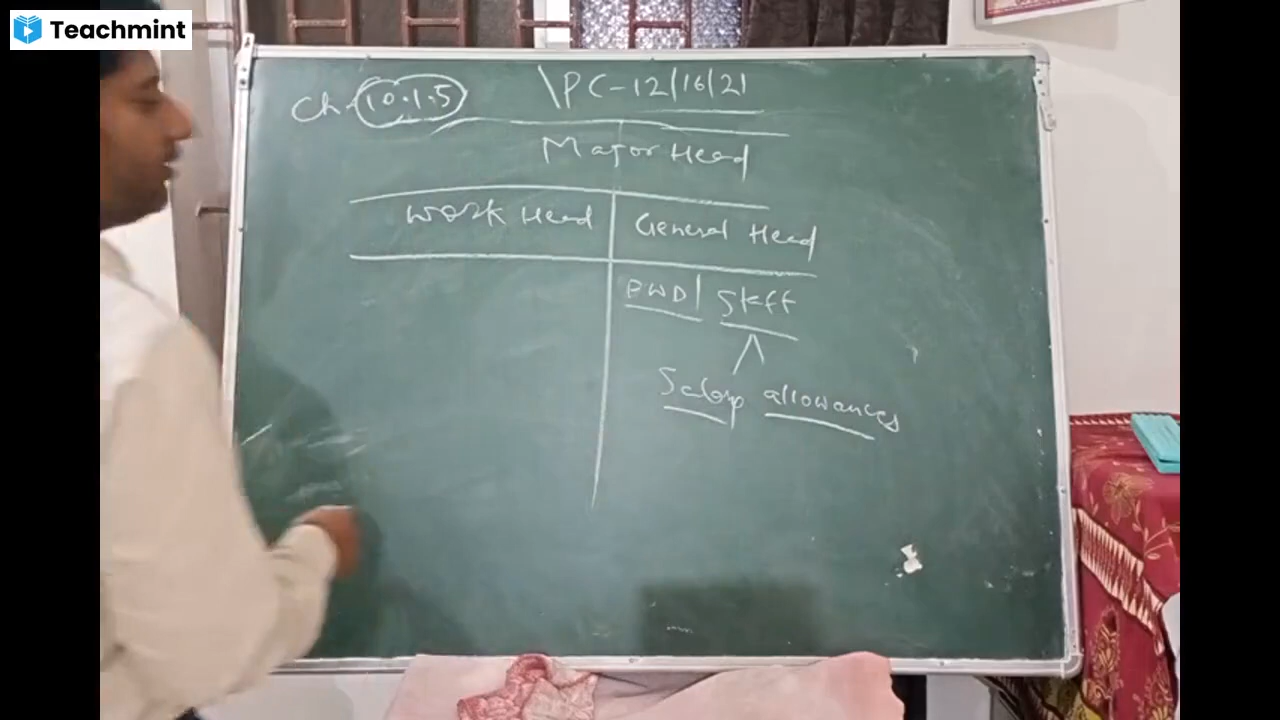 Teachmint
Ch. 10.1.5 \PC-12/16/21
Major Head
Work Head General Head
PWD| Staff
Salary allowances